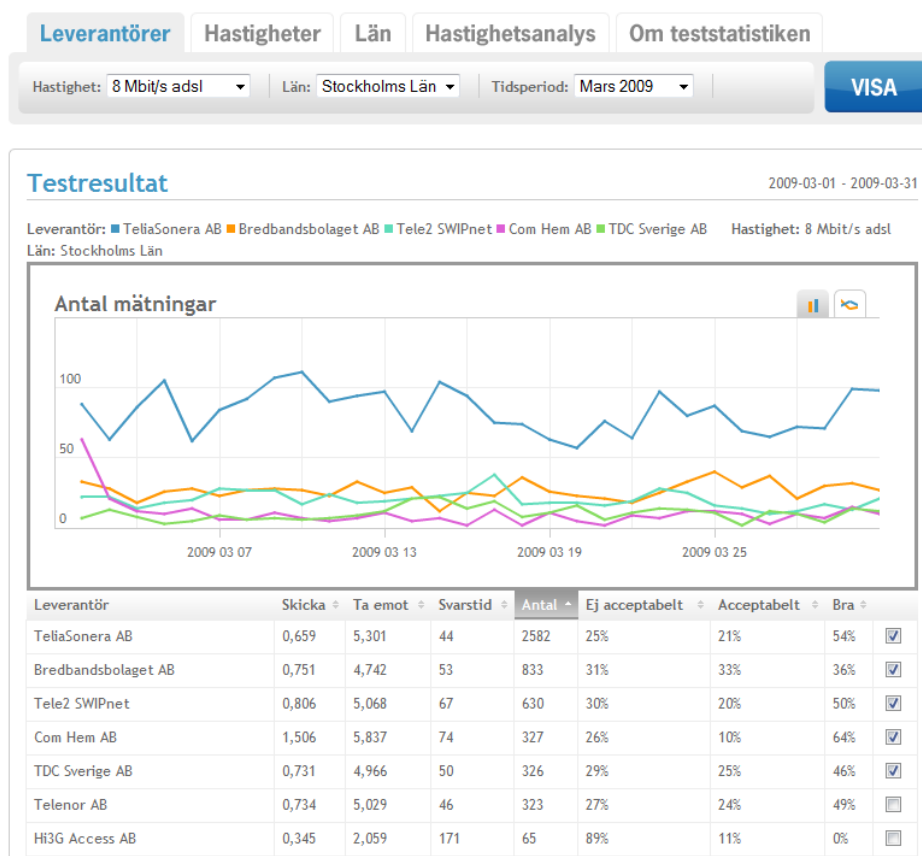 Leverantörer Hastigheter Län Hastighetsanalys Om teststatistiken
Hastighet: 8 Mbit/s adsl Län: Stockholms Län Tidsperiod: Mars 2009 VISA
Testresultat 2009-03-01 - 2009-03-31
Leverantör: TeliaSonera AB Bredbandsbolaget AB Tele2 SWIPnet Com Hem AB TDC Sverige AB Hastighet: 8 Mbit/s adsl
Län: Stockholms Län
Antal mätningar
100
50
0
2009 03 07 2009 03 13 2009 03 19 2009 03 25
Leverantör Skicka Ta emot Svarstid Antal Ej acceptabelt Acceptabelt Bra
TeliaSonera AB 0,659 5,301 44 2582 25% 21% 54%
Bredbandsbolaget AB 0,751 4,742 53 833 31% 33% 36%
Tele2 SWIPnet 0,806 5,068 67 630 30% 20% 50%
Com Hem AB 1,506 5,837 74 327 26% 10% 64%
TDC Sverige AB 0,731 4,966 50 326 29% 25% 46%
Telenor AB 0,734 5,029 46 323 27% 24% 49%
Hi3G Access AB 0,345 2,059 171 65 89% 11% 0%